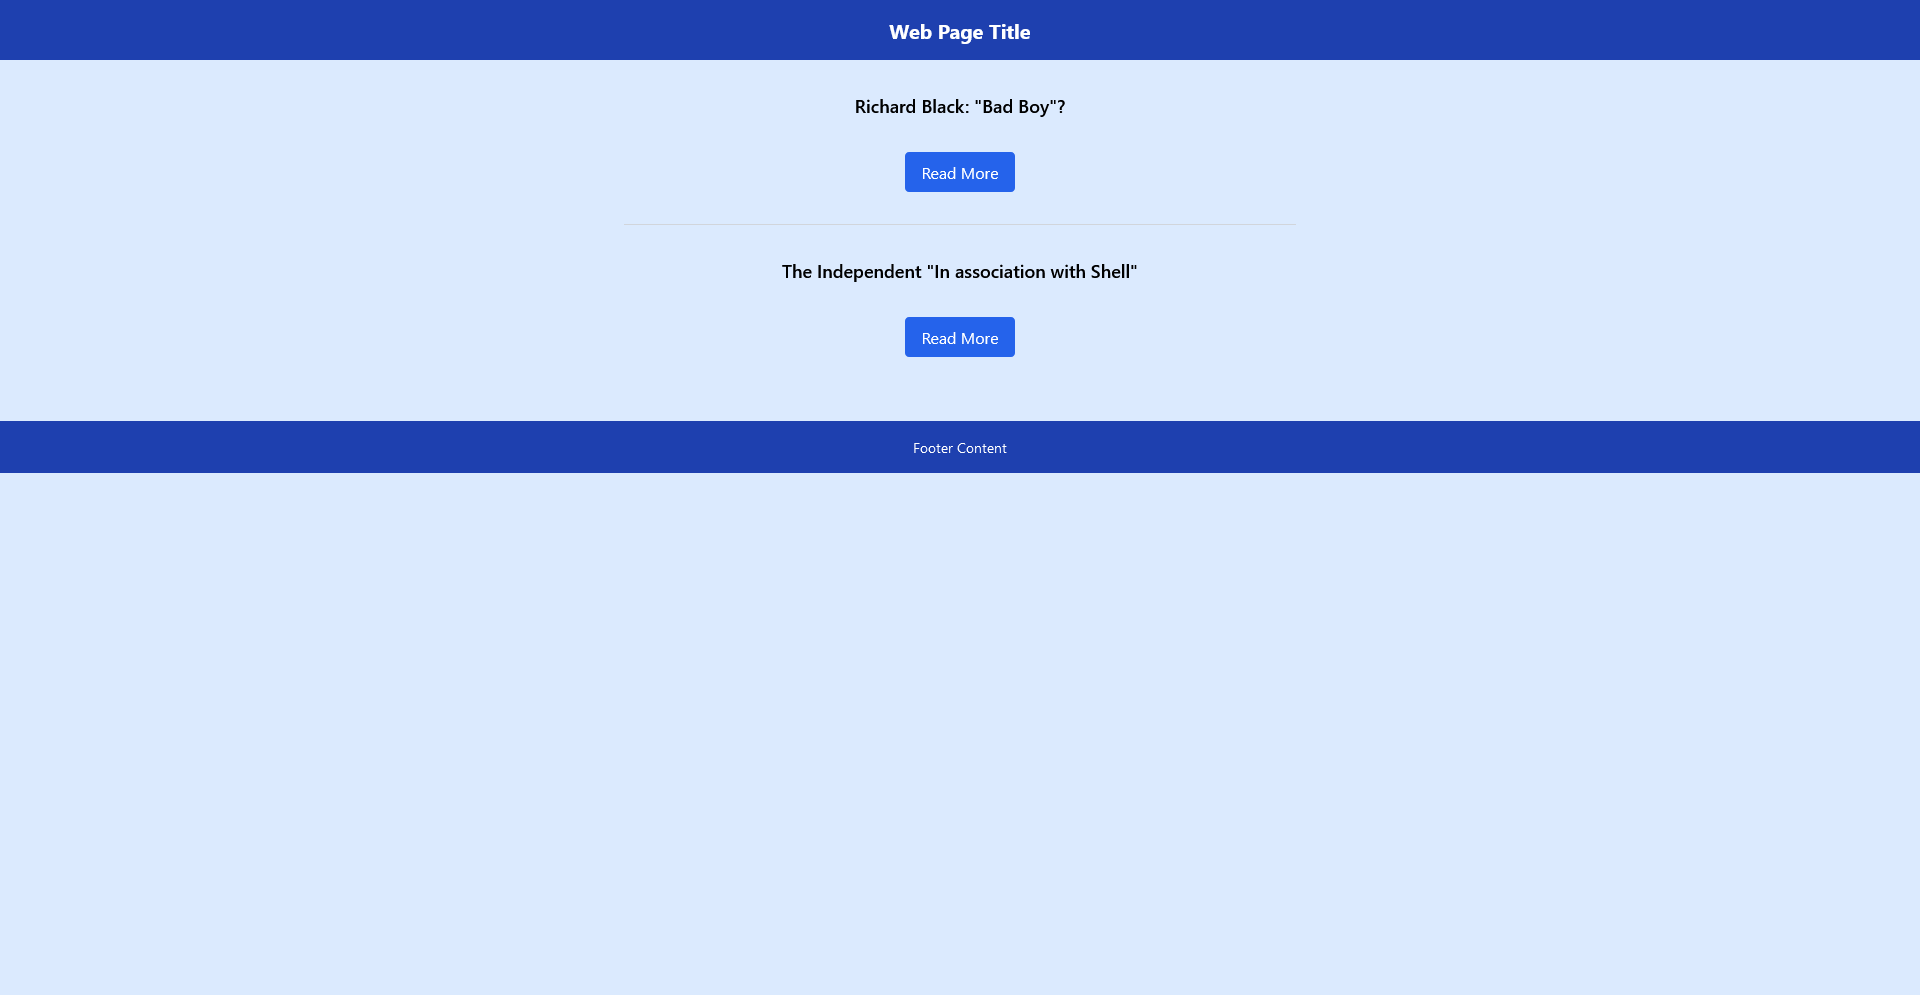 Web Page Title
Richard Black: "Bad Boy"?
Read More
The Independent "In association with Shell"
Read More
Footer Content